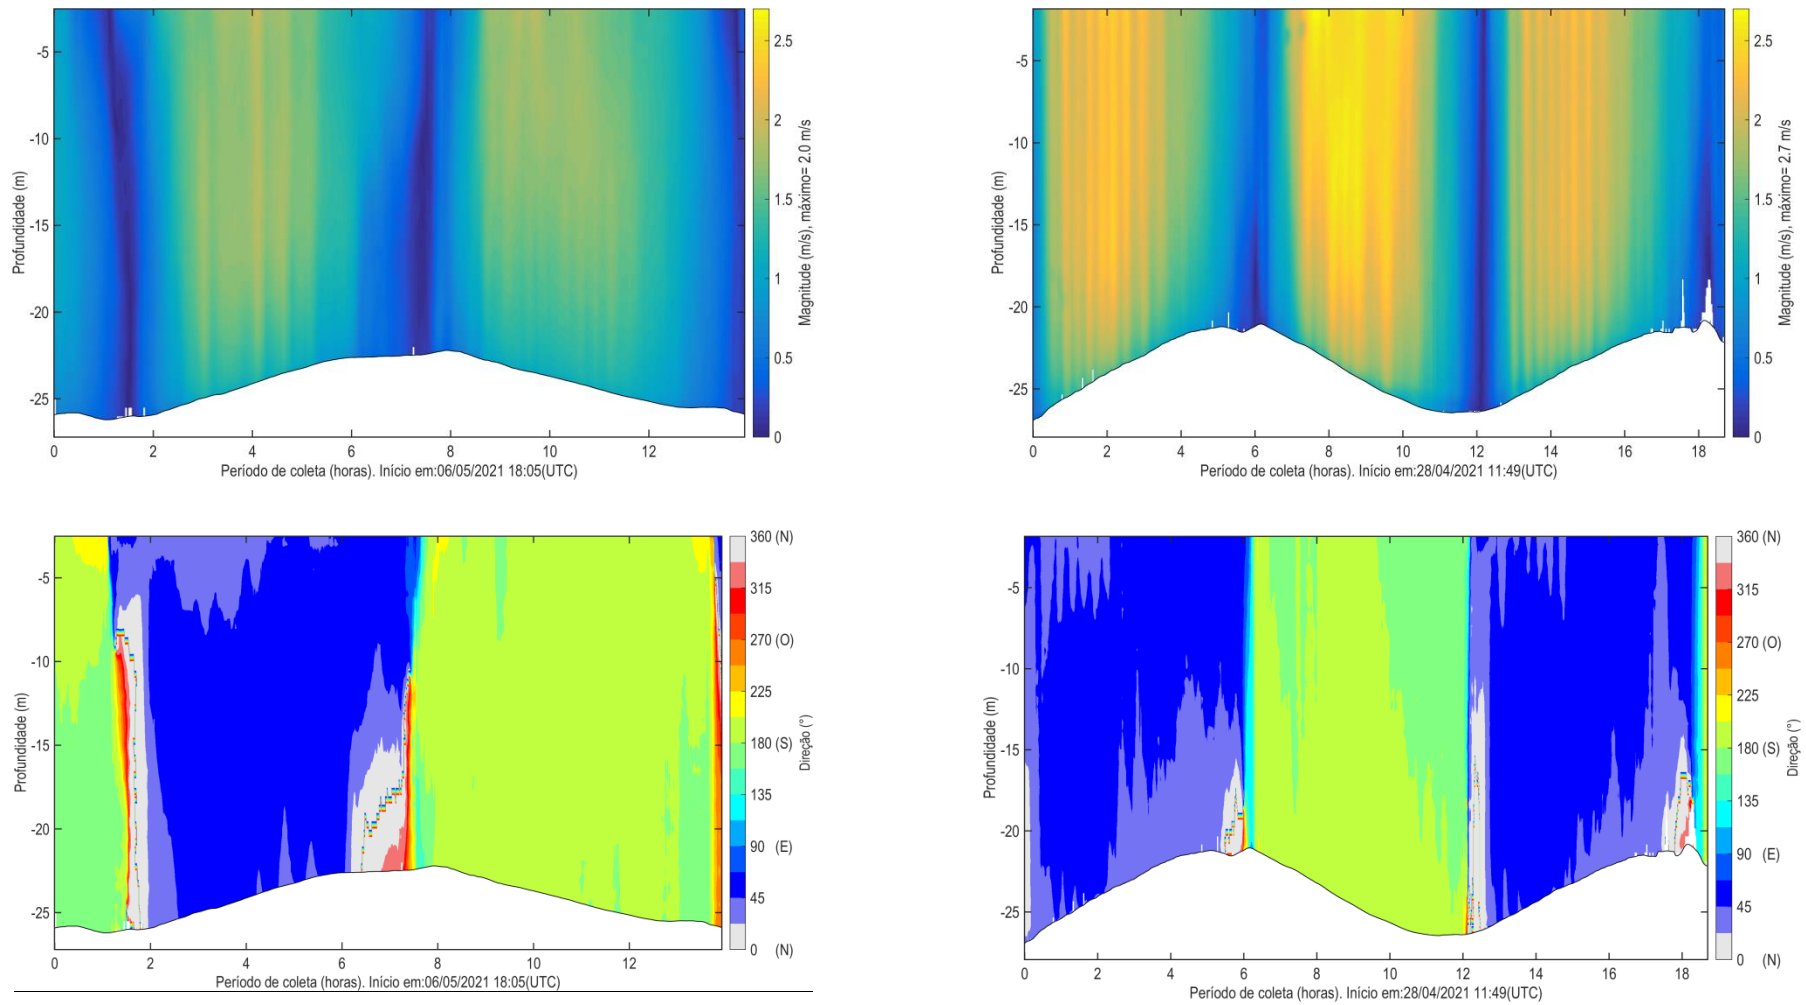 -5
-10
-15
-20
-25
Profundidade (m)
0 2 4 6 8 10 12
Período de coleta (horas). Início em:06/05/2021 18:05(UTC)
2.5
2
1.5
1
0.5
0
Magnitude (m/s), máximo= 2.0 m/s
-5
-10
-15
-20
-25
Profundidade (m)
0 2 4 6 8 10 12 14 16 18
Período de coleta (horas). Início em:28/04/2021 11:49(UTC)
2.5
2
1.5
1
0.5
0
Magnitude (m/s), máximo= 2.7 m/s
-5
-10
-15
-20
-25
Profundidade (m)
0 2 4 6 8 10 12
Período de coleta (horas). Início em:06/05/2021 18:05(UTC)
360 (N)
315
270 (O)
225
180 (S)
135
90 (E)
45
0 (N)
Direção (°)
-5
-10
-15
-20
-25
Profundidade (m)
0 2 4 6 8 10 12 14 16 18
Período de coleta (horas). Início em:28/04/2021 11:49(UTC)
360 (N)
315
270 (O)
225
180 (S)
135
90 (E)
45
0 (N)
Direção (°)